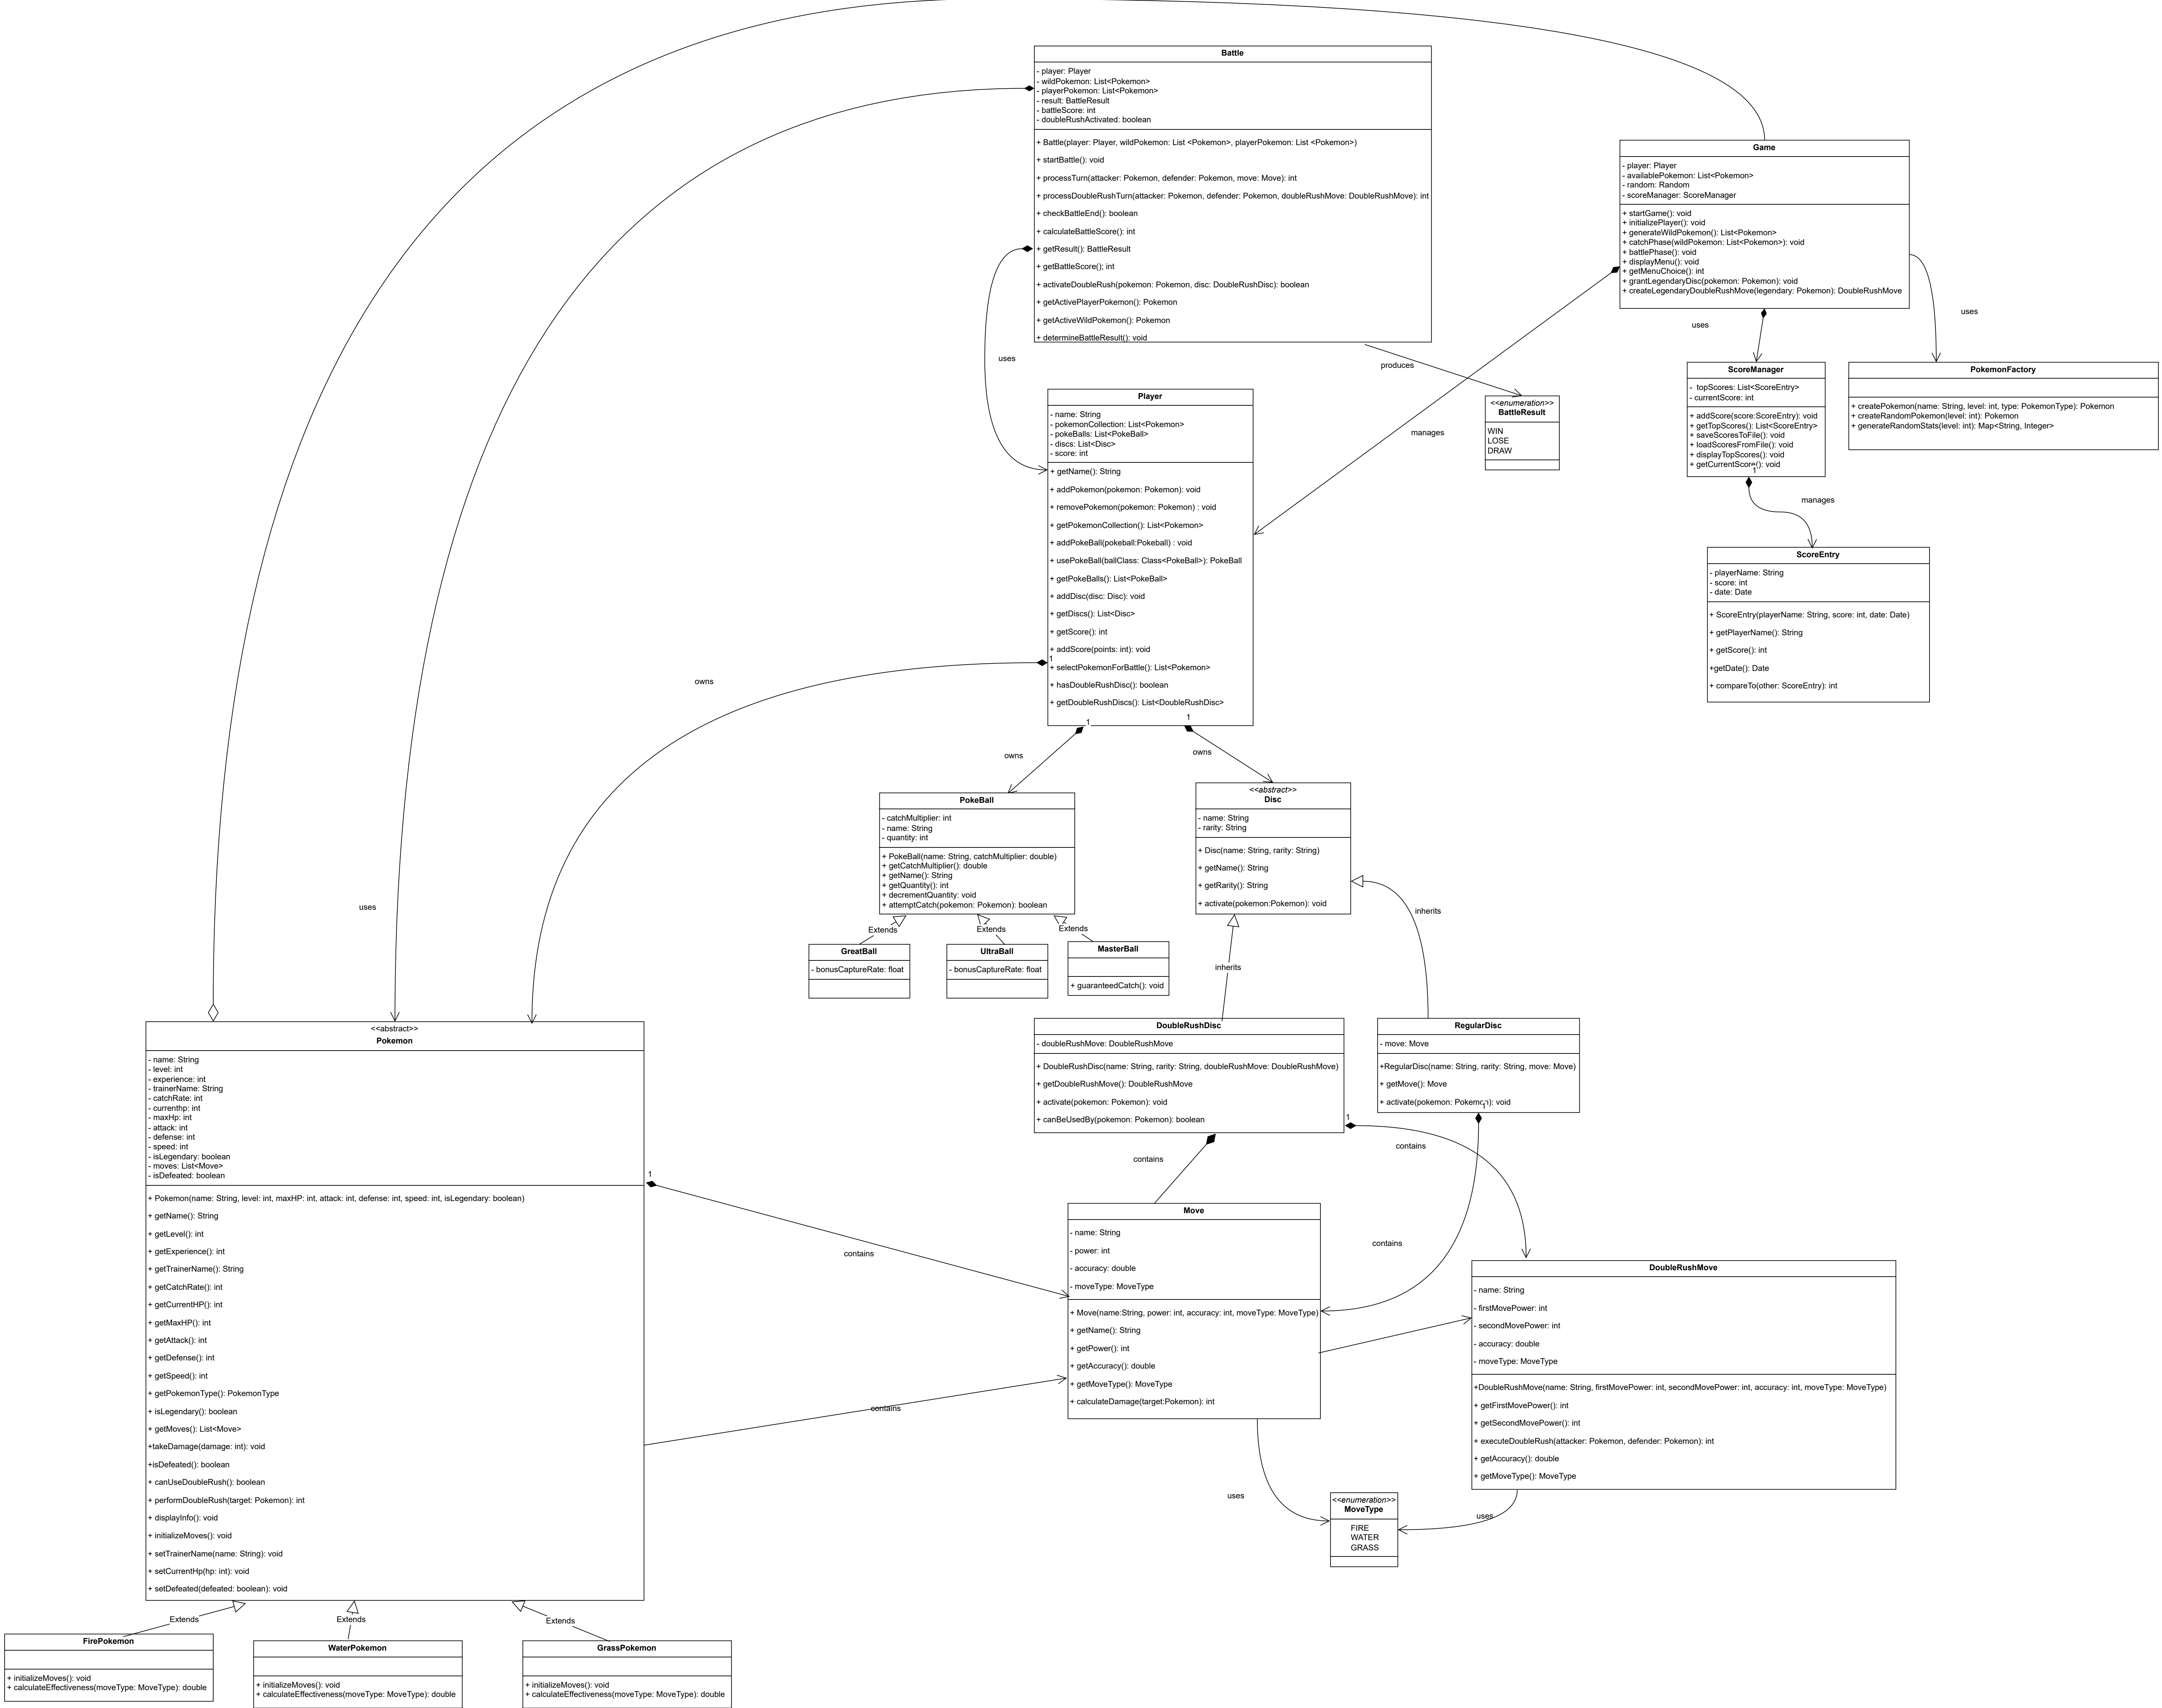 Battle
- player: Player
- wildPokemon: List<Pokemon>
- playerPokemon: List<Pokemon>
- result: BattleResult
- battleScore: int
- doubleRushActivated: boolean
+ Battle(player: Player, wildPokemon: List <Pokemon>, playerPokemon: List <Pokemon>)
+ startBattle(): void
+ processTurn(attacker: Pokemon, defender: Pokemon, move: Move): int
+ processDoubleRushTurn(attacker: Pokemon, defender: Pokemon, doubleRushMove: DoubleRushMove): int
+ checkBattleEnd(): boolean
+ calculateBattleScore(): int
+ getResult(): BattleResult
+ getBattleScore(); int
+ activateDoubleRush(pokemon: Pokemon, disc: DoubleRushDisc): boolean
+ getActivePlayerPokemon(): Pokemon
+ getActiveWildPokemon(): Pokemon
+ determineBattleResult(): void
Game
- player: Player
- availablePokemon: List<Pokemon>
- random: Random
- scoreManager: ScoreManager
+ startGame(): void
+ initializePlayer(): void
+ generateWildPokemon(): List<Pokemon>
+ catchPhase(wildPokemon: List<Pokemon>): void
+ battlePhase(): void
+ displayMenu(): void
+ getMenuChoice(): int
+ grantLegendaryDisc(pokemon: Pokemon): void
+ createLegendaryDoubleRushMove(legendary: Pokemon): DoubleRushMove
uses
uses
uses
produces
manages
ScoreManager
- topScores: List<ScoreEntry>
- currentScore: int
+ addScore(score:ScoreEntry): void
+ getTopScores(): List<ScoreEntry>
+ saveScoresToFile(): void
+ loadScoresFromFile(): void
+ displayTopScores(): void
+ getCurrentScore(): void
1
manages
PokemonFactory
+ createPokemon(name: String, level: int, type: PokemonType): Pokemon
+ createRandomPokemon(level: int): Pokemon
+ generateRandomStats(level: int): Map<String, Integer>
<<enumeration>>
BattleResult
WIN
LOSE
DRAW
Player
- name: String
- pokemonCollection: List<Pokemon>
- pokeBalls: List<PokeBall>
- discs: List<Disc>
- score: int
+ getName(): String
+ addPokemon(pokemon: Pokemon): void
+ removePokemon(pokemon: Pokemon) : void
+ getPokemonCollection(): List<Pokemon>
+ addPokeBall(pokeball:Pokeball) : void
+ usePokeBall(ballClass: Class<PokeBall>): PokeBall
+ getPokeBalls(): List<PokeBall>
+ addDisc(disc: Disc): void
+ getDiscs(): List<Disc>
+ getScore(): int
+ addScore(points: int): void
1
+ selectPokemonForBattle(): List<Pokemon>
+ hasDoubleRushDisc(): boolean
+ getDoubleRushDiscs(): List<DoubleRushDisc>
1
1
ScoreEntry
- playerName: String
- score: int
- date: Date
+ ScoreEntry(playerName: String, score: int, date: Date)
+ getPlayerName(): String
+ getScore(): int
+getDate(): Date
+ compareTo(other: ScoreEntry): int
owns
owns
owns
uses
PokeBall
- catchMultiplier: int
- name: String
- quantity: int
+ PokeBall(name: String, catchMultiplier: double)
+ getCatchMultiplier(): double
+ getName(): String
+ getQuantity(): int
+ decrementQuantity: void
+ attemptCatch(pokemon: Pokemon): boolean
Extends
Extends
Extends
<<abstract>>
Disc
- name: String
- rarity: String
+ Disc(name: String, rarity: String)
+ getName(): String
+ getRarity(): String
+ activate(pokemon:Pokemon): void
inherits
inherits
GreatBall
- bonusCaptureRate: float
UltraBall
- bonusCaptureRate: float
MasterBall
+ guaranteedCatch(): void
<<abstract>>
Pokemon
- name: String
- level: int
- experience: int
- trainerName: String
- catchRate: int
- currenthp: int
- maxHp: int
- attack: int
- defense: int
- speed: int
- isLegendary: boolean
- moves: List<Move>
- isDefeated: boolean
+ Pokemon(name: String, level: int, maxHP: int, attack: int, defense: int, speed: int, isLegendary: boolean)
+ getName(): String
+ getLevel(): int
+ getExperience(): int
+ getTrainerName(): String
+ getCatchRate(): int
+ getCurrentHP(): int
+ getMaxHP(): int
+ getAttack(): int
+ getDefense(): int
+ getSpeed(): int
+ getPokemonType(): PokemonType
+ isLegendary(): boolean
+ getMoves(): List<Move>
+takeDamage(damage: int): void
+isDefeated(): boolean
+ canUseDoubleRush(): boolean
+ performDoubleRush(target: Pokemon): int
+ displayInfo(): void
+ initializeMoves(): void
+ setTrainerName(name: String): void
+ setCurrentHp(hp: int): void
+ setDefeated(defeated: boolean): void
1
contains
contains
DoubleRushDisc
- doubleRushMove: DoubleRushMove
+ DoubleRushDisc(name: String, rarity: String, doubleRushMove: DoubleRushMove)
+ getDoubleRushMove(): DoubleRushMove
+ activate(pokemon: Pokemon): void
+ canBeUsedBy(pokemon: Pokemon): boolean
1
RegularDisc
- move: Move
+RegularDisc(name: String, rarity: String, move: Move)
+ getMove(): Move
+ activate(pokemon: Pokemon): void
1
contains
contains
contains
Move
- name: String
- power: int
- accuracy: double
- moveType: MoveType
+ Move(name:String, power: int, accuracy: int, moveType: MoveType)
+ getName(): String
+ getPower(): int
+ getAccuracy(): double
+ getMoveType(): MoveType
+ calculateDamage(target:Pokemon): int
DoubleRushMove
- name: String
- firstMovePower: int
- secondMovePower: int
- accuracy: double
- moveType: MoveType
+DoubleRushMove(name: String, firstMovePower: int, secondMovePower: int, accuracy: int, moveType: MoveType)
+ getFirstMovePower(): int
+ getSecondMovePower(): int
+ executeDoubleRush(attacker: Pokemon, defender: Pokemon): int
+ getAccuracy(): double
+ getMoveType(): MoveType
uses
uses
<<enumeration>>
MoveType
FIRE
WATER
GRASS
Extends
Extends
Extends
FirePokemon
+ initializeMoves(): void
+ calculateEffectiveness(moveType: MoveType): double
WaterPokemon
+ initializeMoves(): void
+ calculateEffectiveness(moveType: MoveType): double
GrassPokemon
+ initializeMoves(): void
+ calculateEffectiveness(moveType: MoveType): double